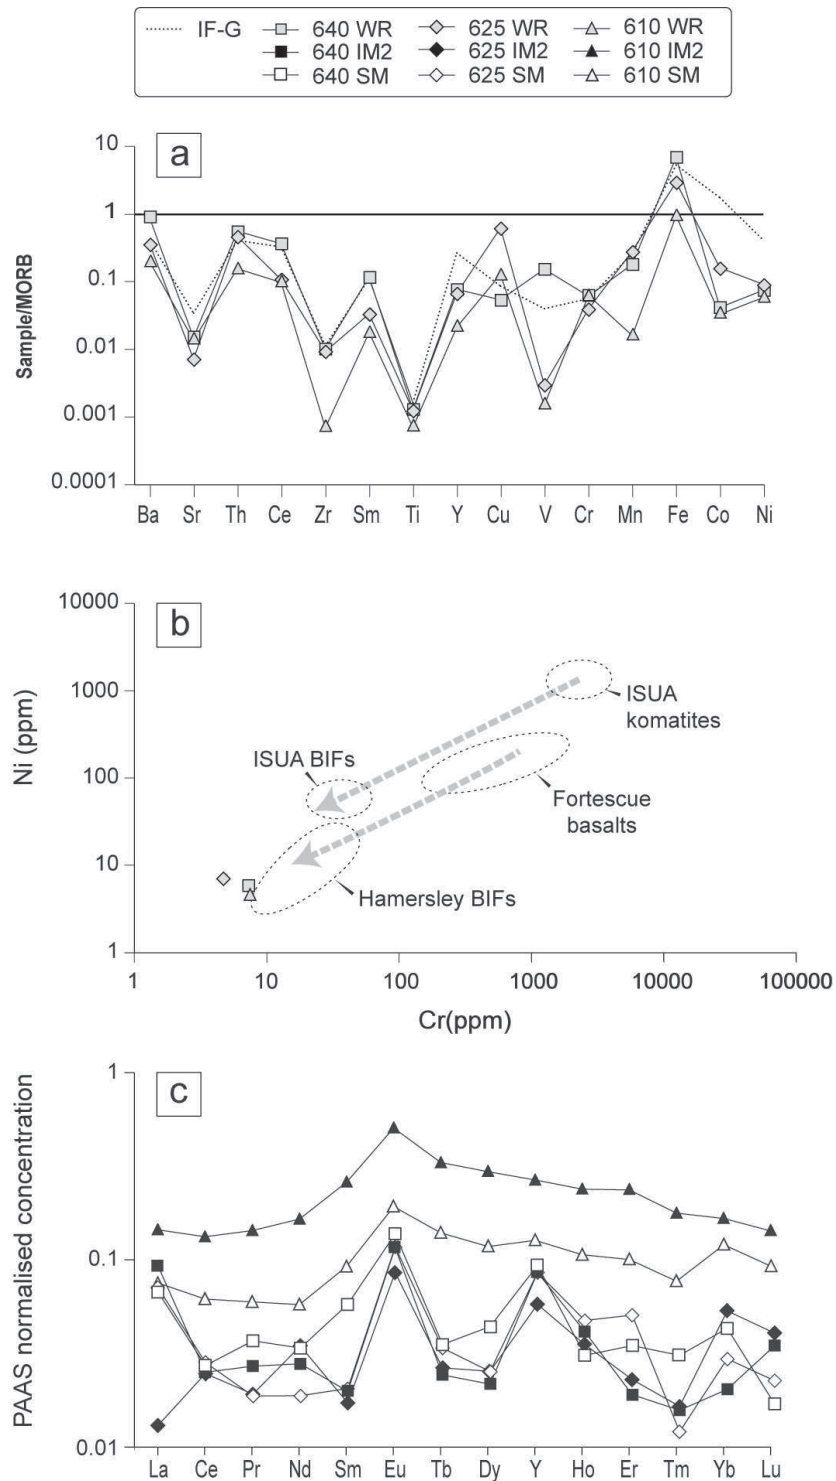 IF-G 640 WR 625 WR 610 WR
640 IM2 625 IM2 610 IM2
640 SM 625 SM 610 SM
a
10
1
0.1
0.01
0.001
0.0001
Sample/MORB
Ba Sr Th Ce Zr Sm Ti Y Cu V Cr Mn Fe Co Ni
b
10000
1000
100
10
1
Ni (ppm)
ISUA
komatites
ISUA BIFs
Fortescue
basalts
Hamersley BIFs
1 10 100 1000 10000 100000
Cr(ppm)
c
1
0.1
0.01
PAAS normalised concentration
La Ce Pr Nd Sm Eu Tb Dy Y Ho Er Tm Yb Lu